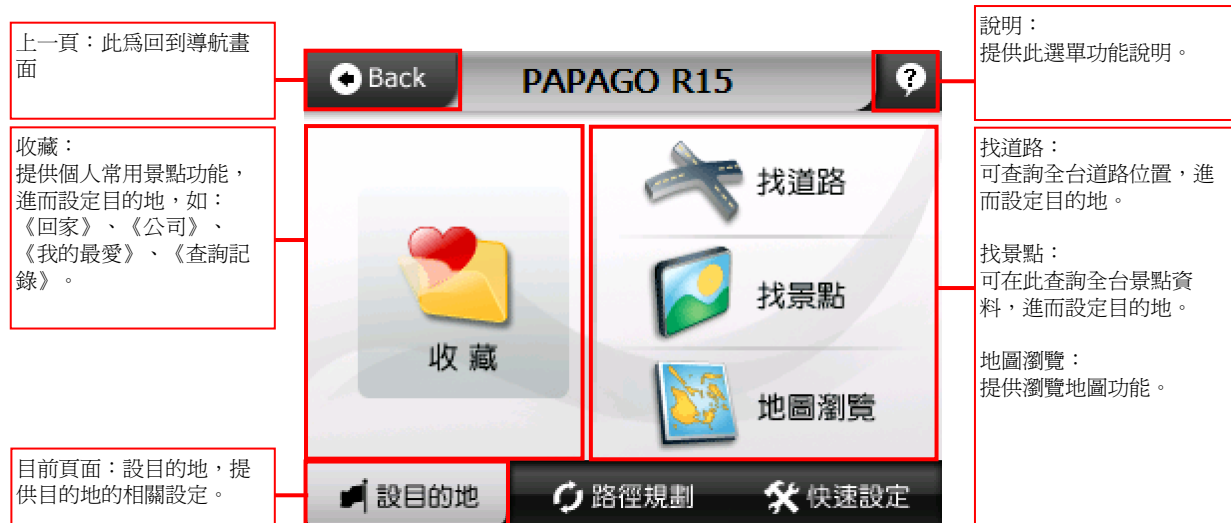 上一頁：此爲回到導航畫
面
收藏：
提供個人常用景點功能，
進而設定目的地，如：
《回家》、《公司》、
《我的最愛》、《查詢記
錄》。
目前頁面：設目的地，提
供目的地的相關設定。
Back
PAPAGO R15
?
收藏
找道路
找景點
地圖瀏覽
設目的地
路徑規劃
快速設定
說明：
提供此選單功能說明。
找道路：
可查詢全台道路位置，進
而設定目的地。
找景點：
可在此查詢全台景點資
料，進而設定目的地。
地圖瀏覽：
提供瀏覽地圖功能。